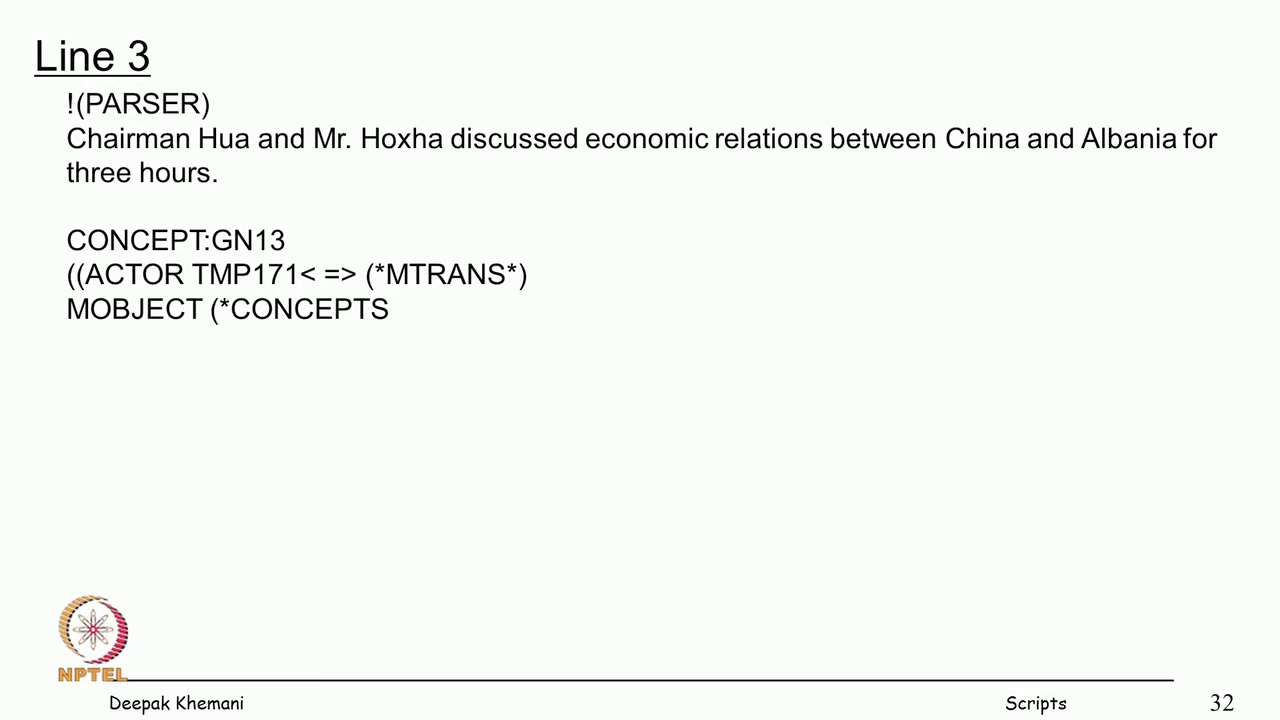 Line 3
!(PARSER)
Chairman Hua and Mr. Hoxha discussed economic relations between China and Albania for
three hours.
CONCEPT:GN13
((ACTOR TMP171< => (*MTRANS*)
MOBJECT (*CONCEPTS
NPTEL
Deepak Khemani
Scripts
32